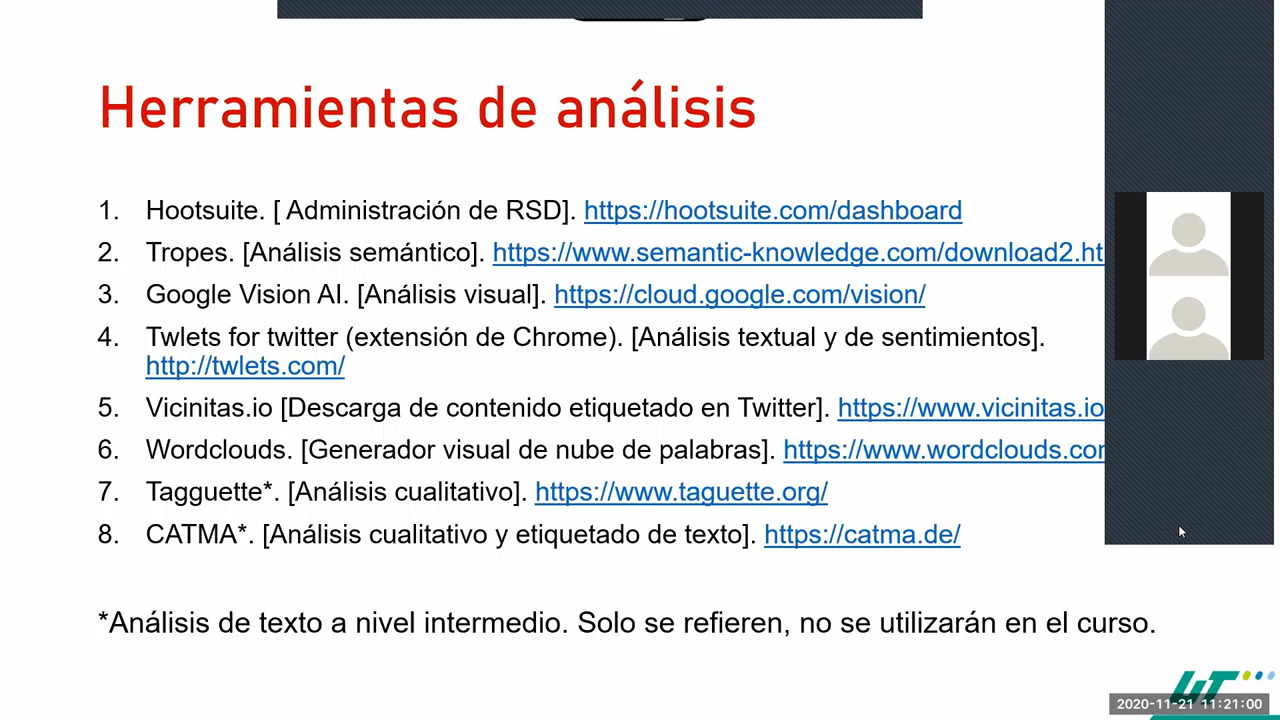 Herramientas de análisis
1. Hootsuite. [ Administración de RSD]. https://hootsuite.com/dashboard
2. Tropes. [Análisis semántico]. https://www.semantic-knowledge.com/download2.ht
3. Google Vision AI. [Análisis visual]. https://cloud.google.com/vision/
4. Twlets for twitter (extensión de Chrome). [Análisis textual y de sentimientos].
http://twlets.com/
5. Vicinitas.io [Descarga de contenido etiquetado en Twitter]. https://www.vicinitas.io
6. Wordclouds. [Generador visual de nube de palabras]. https://www.wordclouds.com
7. Tagguette*. [Análisis cualitativo]. https://www.taguette.org/
8. CATMA*. [Análisis cualitativo y etiquetado de texto]. https://catma.de/
*Análisis de texto a nivel intermedio. Solo se refieren, no se utilizarán en el curso.
2020-11-21 11:21:00